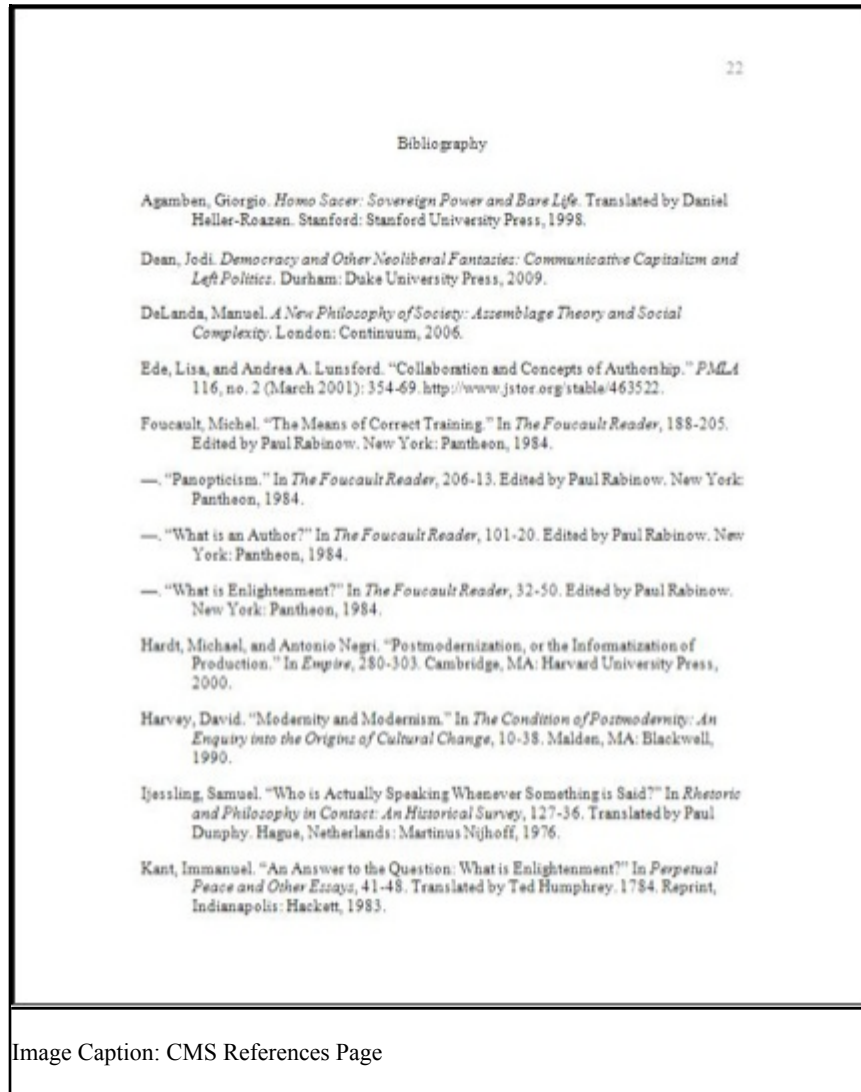 22
Bibliography
Agamben, Giorgio. Homo Sacer: Sovereign Power and Bare Life. Translated by Daniel
Heller-Roazen. Stanford: Stanford University Press, 1998.
Dean, Jodi. Democracy and Other Neoliberal Fantasies: Communicative Capitalism and
Left Politics. Durham: Duke University Press, 2009.
DeLanda, Manuel. A New Philosophy of Society: Assemblage Theory and Social
Complexity. London: Continuum, 2006.
Ede, Lisa, and Andrea A. Lunsford. “Collaboration and Concepts of Authorship.” PMLA
116, no. 2 (March 2001): 354-69. http://www.jstor.org/stable/463522.
Foucault, Michel. “The Means of Correct Training.” In The Foucault Reader, 188-205.
Edited by Paul Rabinow. New York: Pantheon, 1984.
—. “Panopticism.” In The Foucault Reader, 206-13. Edited by Paul Rabinow. New York:
Pantheon, 1984.
—. “What is an Author?” In The Foucault Reader, 101-20. Edited by Paul Rabinow. New
York: Pantheon, 1984.
—. “What is Enlightenment?” In The Foucault Reader, 32-50. Edited by Paul Rabinow.
New York: Pantheon, 1984.
Hardt, Michael, and Antonio Negri. “Postmodernization, or the Informatization of
Production.” In Empire, 280-303. Cambridge, MA: Harvard University Press,
2000.
Harvey, David. “Modernity and Modernism.” In The Condition of Postmodernity: An
Enquiry into the Origins of Cultural Change, 10-38. Malden, MA: Blackwell,
1990.
Ijessling, Samuel. “Who is Actually Speaking Whenever Something is Said?” In Rhetoric
and Philosophy in Contact: An Historical Survey, 127-36. Translated by Paul
Dunphy. Hague, Netherlands: Martinus Nijhoff, 1976.
Kant, Immanuel. “An Answer to the Question: What is Enlightenment?” In Perpetual
Peace and Other Essays, 41-48. Translated by Ted Humphrey. 1784. Reprint,
Indianapolis: Hackett, 1983.
Image Caption: CMS References Page